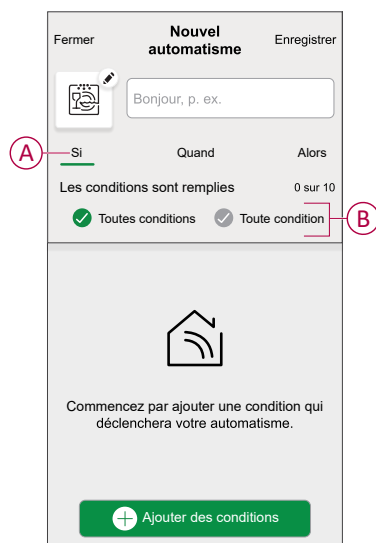 Fermer
Nouvel
automatisme
Enregistrer
Bonjour, p. ex.
A
Si
Quand
Alors
Les conditions sont remplies
0 sur 10
Toutes conditions
Toute condition
B
Commencez par ajouter une condition qui
déclenchera votre automatisme.
Ajouter des conditions